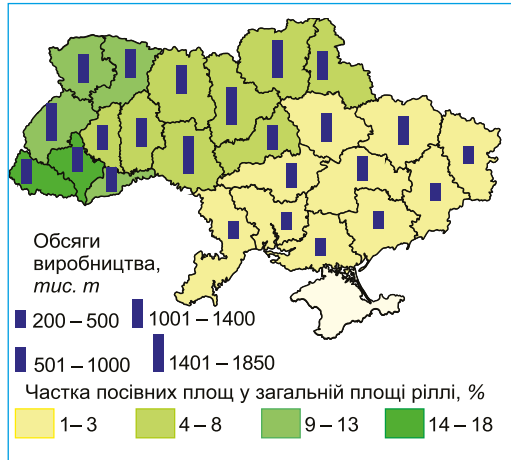 Обсяги
виробництва,
тис. т
200 – 500
1001 – 1400
501 – 1000
1401 – 1850
Частка посівних площ у загальній площі ріллі, %
1 – 3
4 – 8
9 – 13
14 – 18